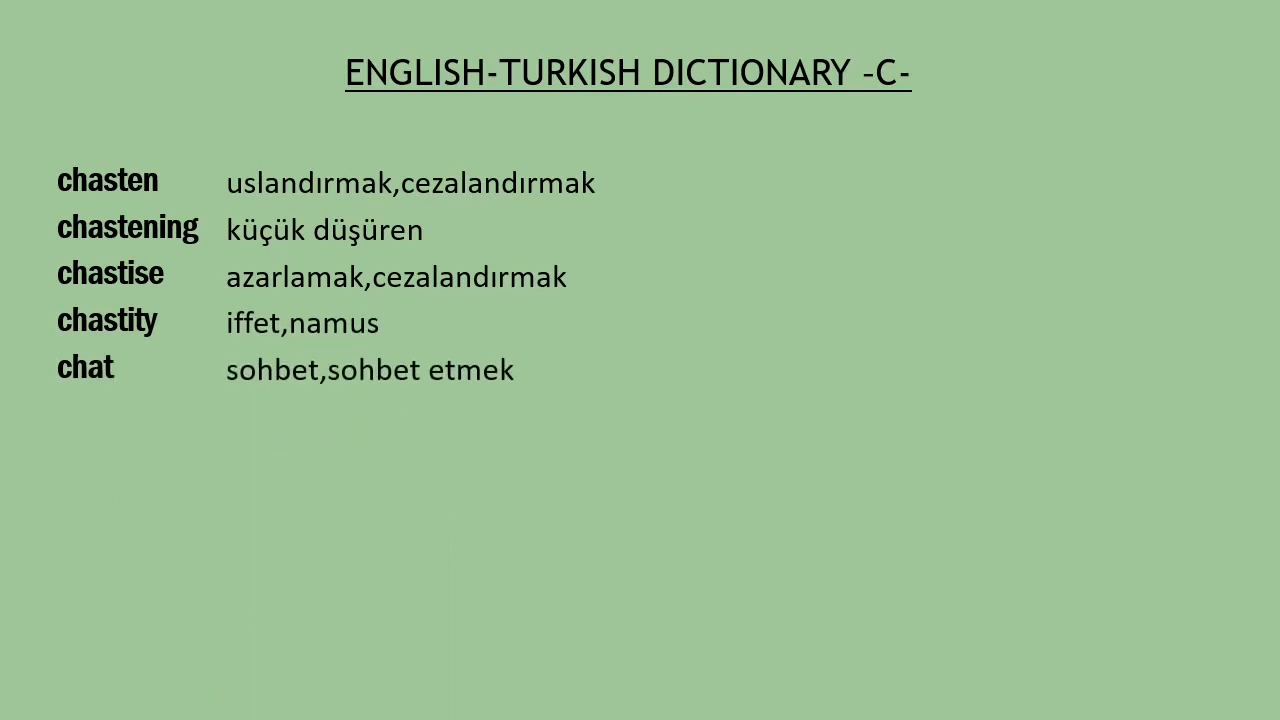 ENGLISH-TURKISH DICTIONARY –C-
chasten uslandırmak,cezalandırmak
chastening küçük düşüren
chastise azarlamak,cezalandırmak
chastity iffet,namus
chat sohbet,sohbet etmek